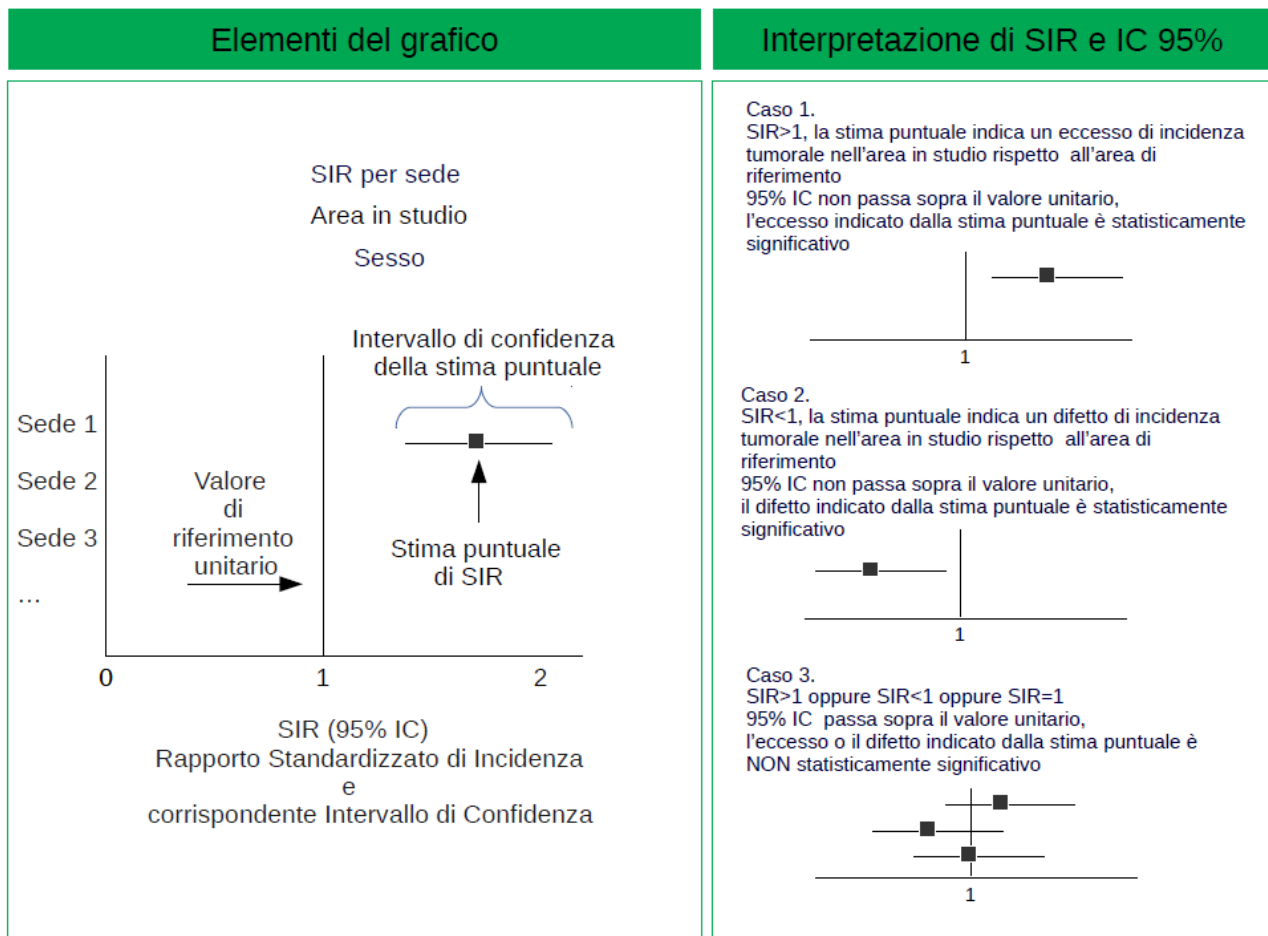 Elementi del grafico
SIR per sede
Area in studio
Sesso
Intervallo di confidenza
della stima puntuale
Sede 1
Sede 2
Sede 3
...
Valore
di
riferimento
unitario
Stima puntuale
di SIR
0
1
2
SIR (95% IC)
Rapporto Standardizzato di Incidenza
e
corrispondente Intervallo di Confidenza
Interpretazione di SIR e IC 95%
Caso 1.
SIR>1, la stima puntuale indica un eccesso di incidenza
tumorale nell'area in studio rispetto all'area di
riferimento
95% IC non passa sopra il valore unitario,
l'eccesso indicato dalla stima puntuale è statisticamente
significativo
1
Caso 2.
SIR<1, la stima puntuale indica un difetto di incidenza
tumorale nell'area in studio rispetto all'area di
riferimento
95% IC non passa sopra il valore unitario,
il difetto indicato dalla stima puntuale è statisticamente
significativo
1
Caso 3.
SIR>1 oppure SIR<1 oppure SIR=1
95% IC passa sopra il valore unitario,
l'eccesso o il difetto indicato dalla stima puntuale è
NON statisticamente significativo
1